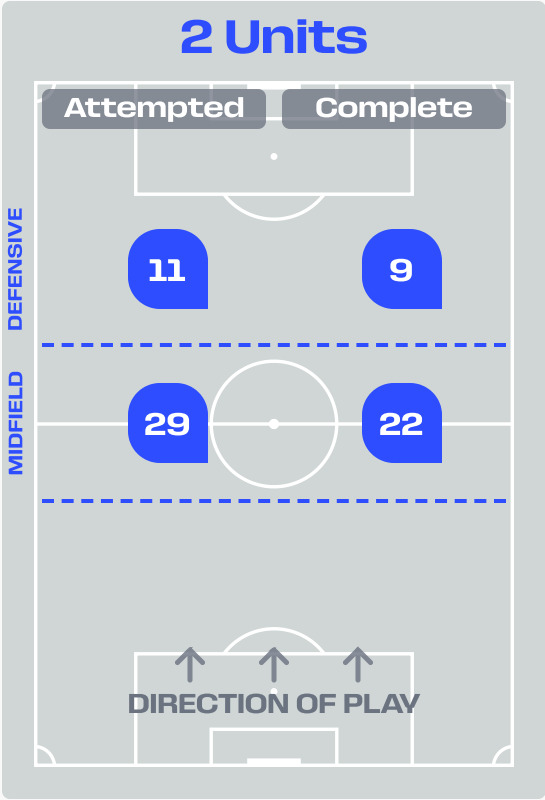 2 Units
Attempted
Complete
DEFENSIVE
11
9
MIDFIELD
29
22
DIRECTION OF PLAY